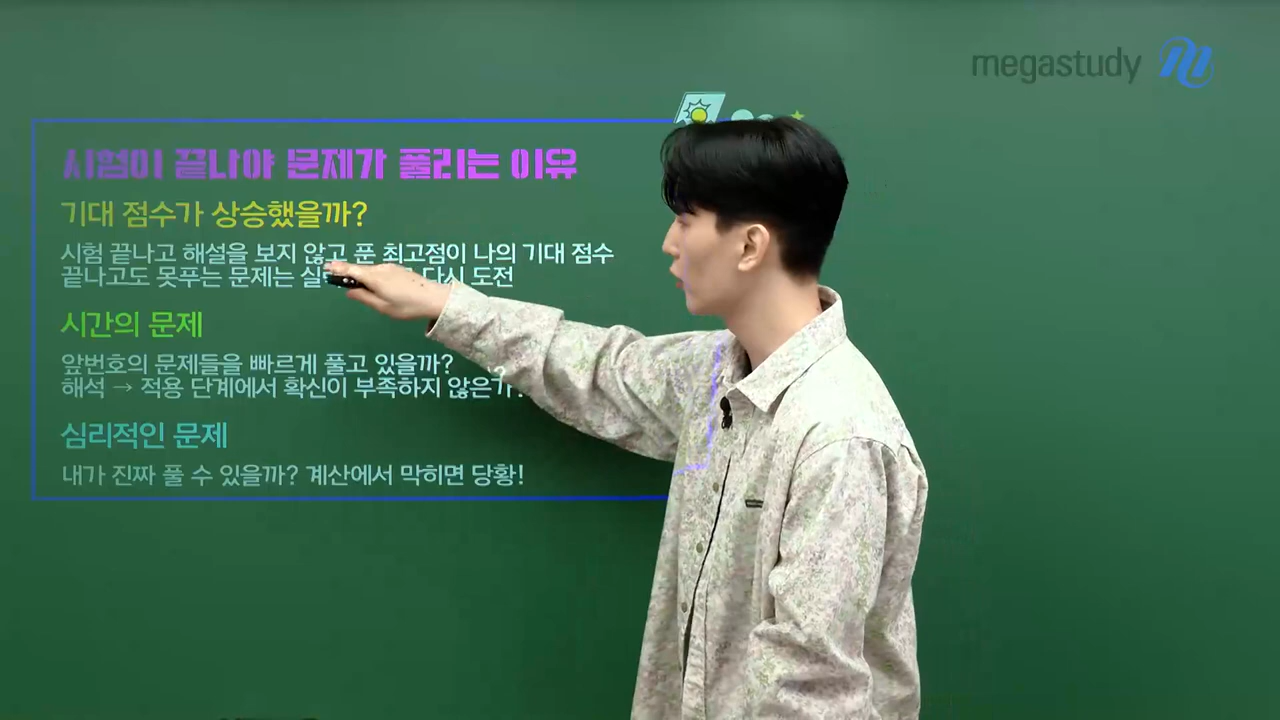 megastudy
시험이 끝나야 문제가 풀리는 이유
기대 점수가 상승했을까?
시험 끝나고 해설을 보지 않고 푼 최고점이 나의 기대 점수
끝나고도 못푸는 문제는 다시 도전
시간의 문제
앞번호의 문제들을 빠르게 풀고 있을까?
해석 → 적용 단계에서 확신이 부족하지 않은가?
심리적인 문제
내가 진짜 풀 수 있을까? 계산에서 막히면 당황!